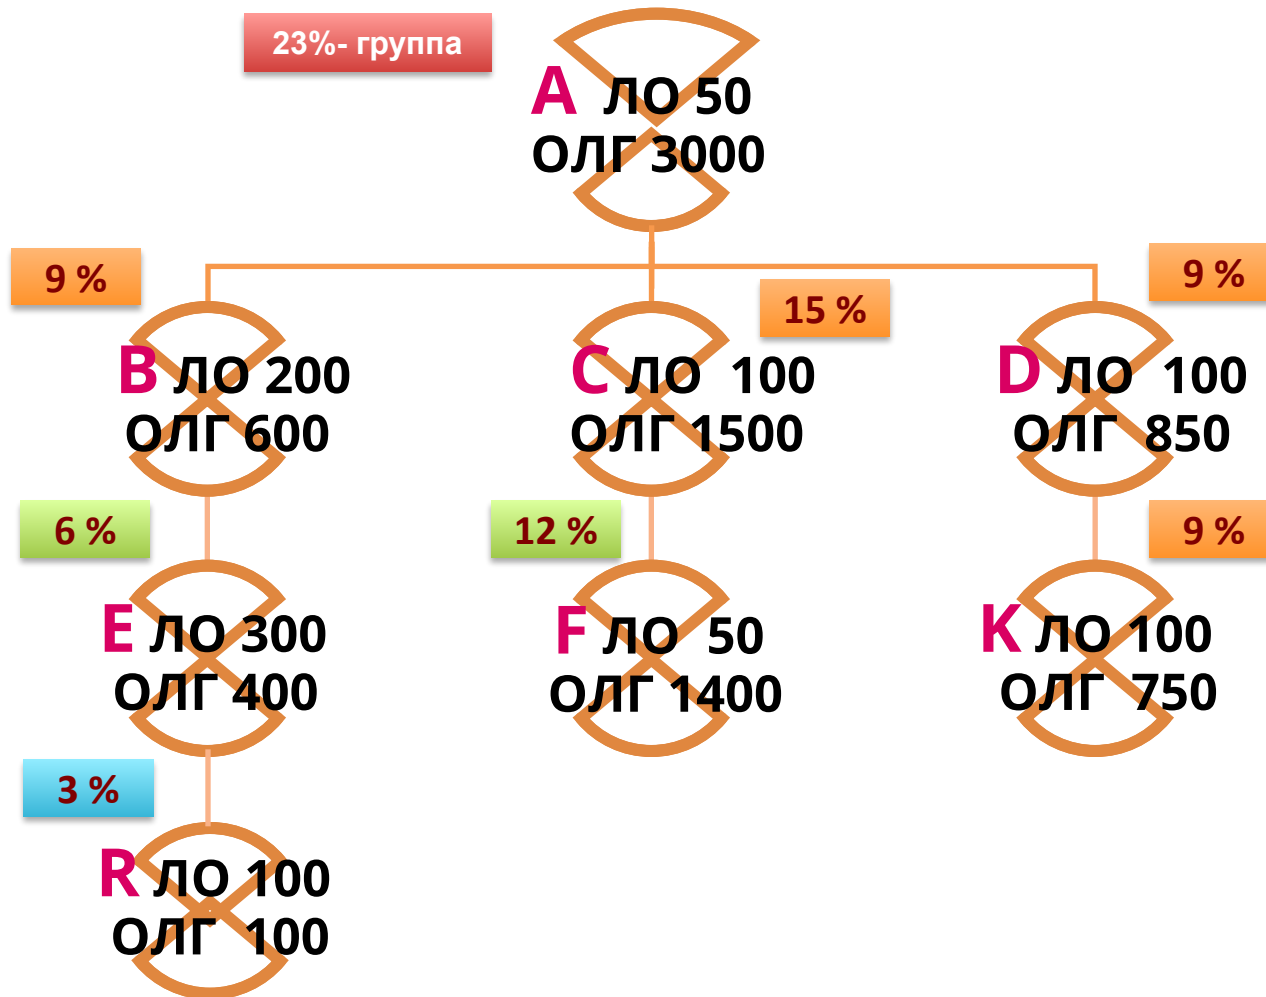 23%- группа
A ЛО 50
ОЛГ 3000
9 %
15 %
9 %
B ЛО 200
ОЛГ 600
C ЛО 100
ОЛГ 1500
D ЛО 100
ОЛГ 850
6 %
12 %
9 %
E ЛО 300
ОЛГ 400
F ЛО 50
ОЛГ 1400
K ЛО 100
ОЛГ 750
3 %
R ЛО 100
ОЛГ 100